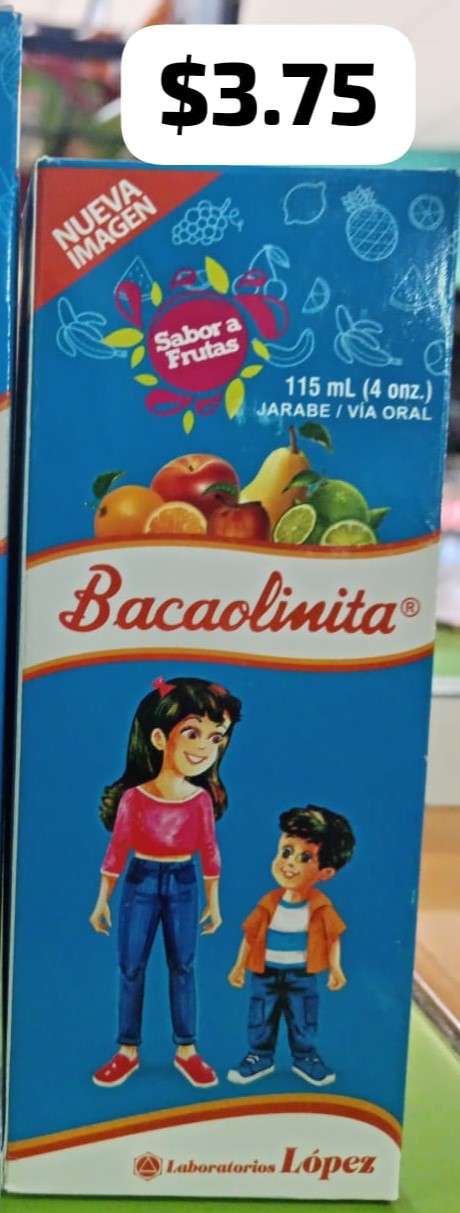 $3.75
NUEVA
IMAGEN
Sabor a
Frutas
115 mL (4 onz.)
JARABE / VÍA ORAL
Bacaolinita®
Laboratorios López